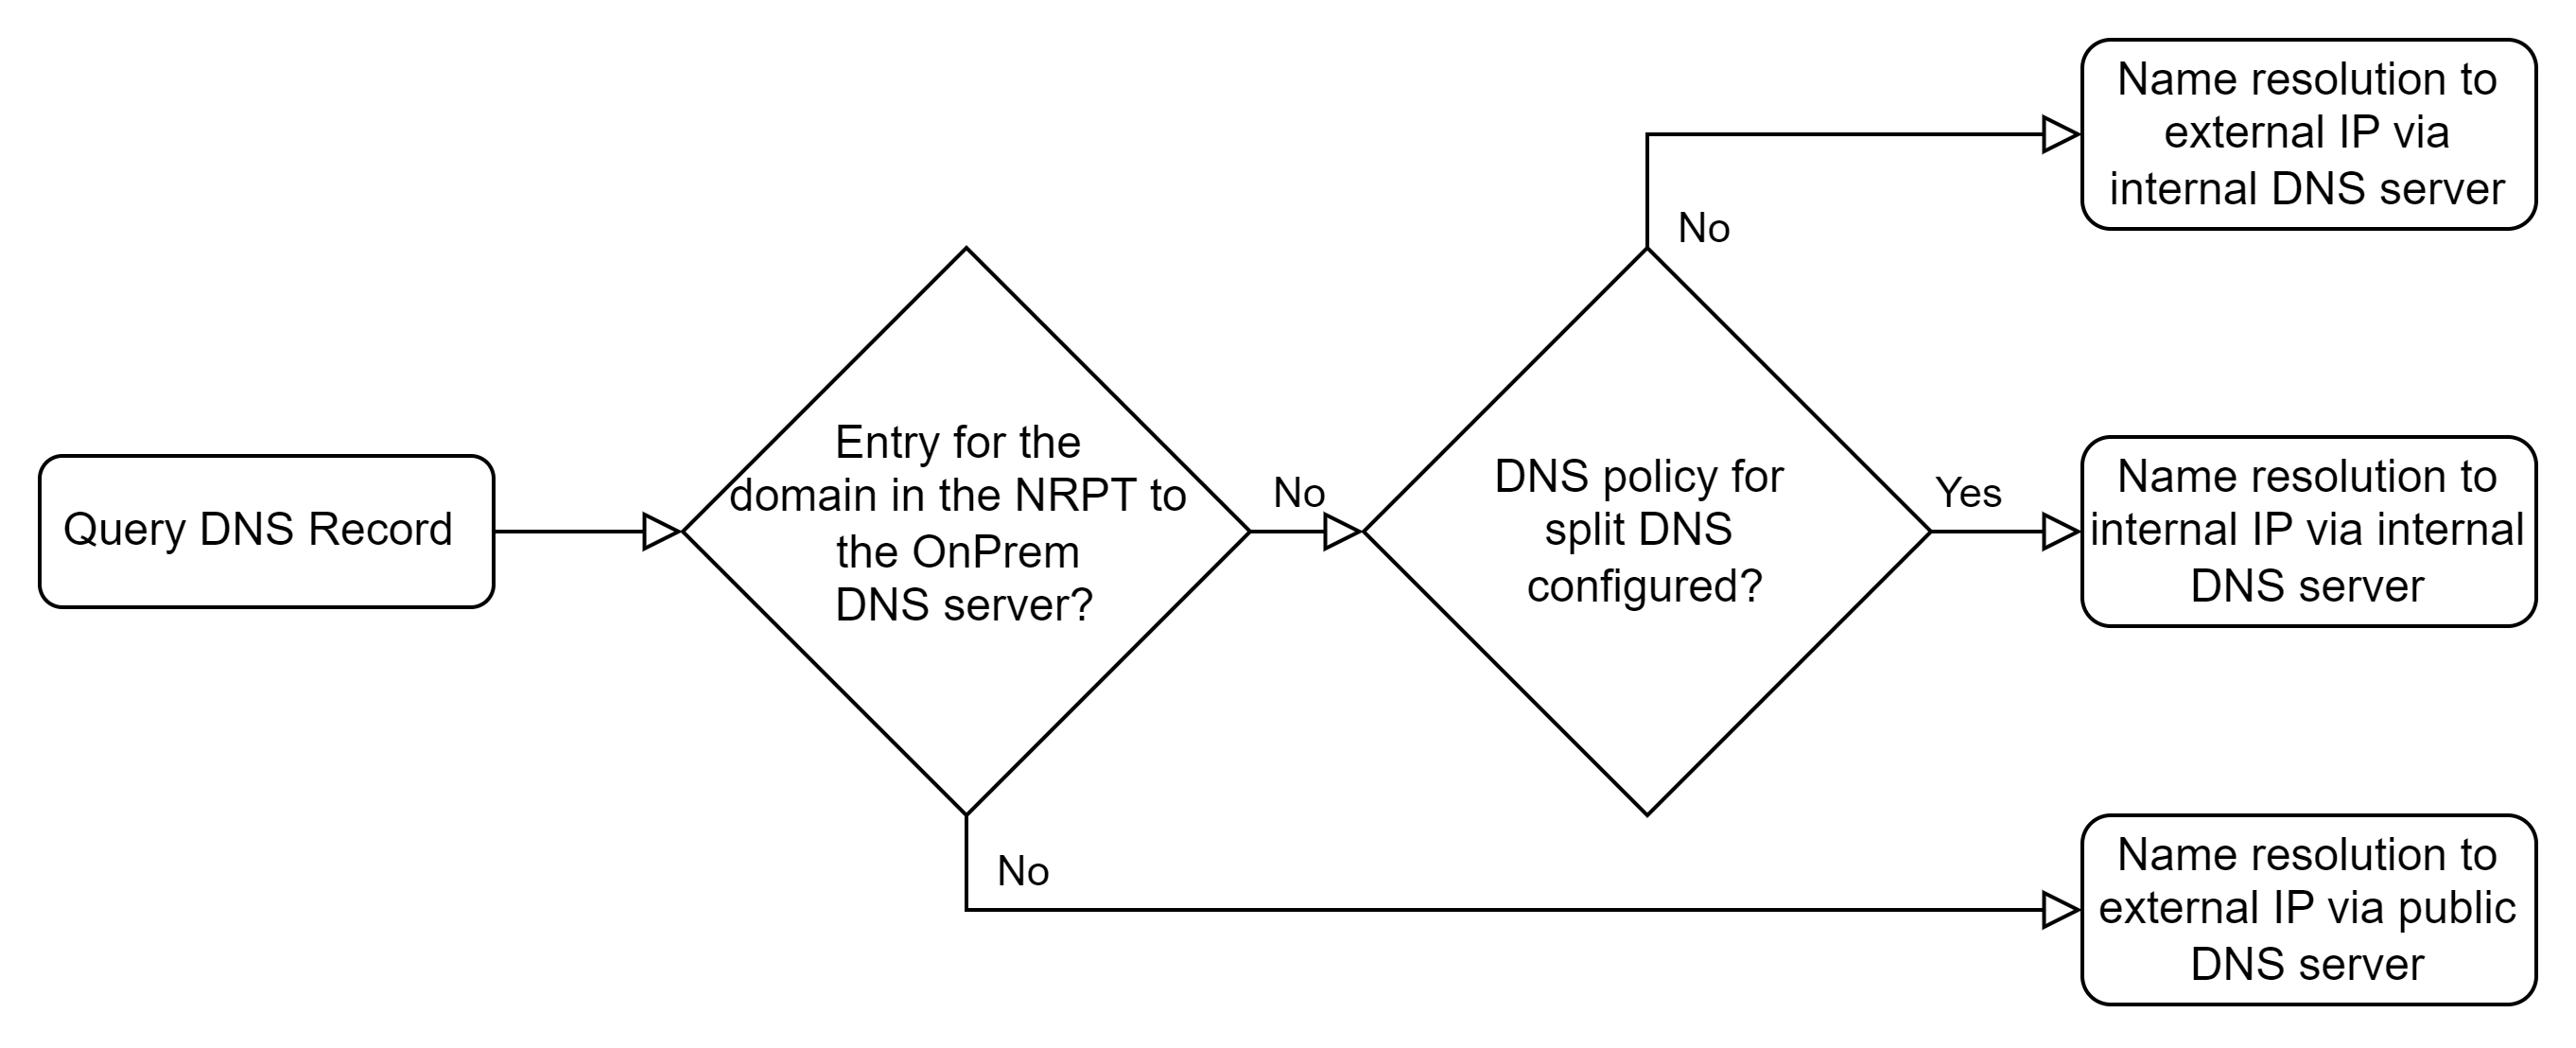 Query DNS Record
Entry for the
domain in the NRPT to
the OnPrem
DNS server?
No
No
DNS policy for
split DNS
configured?
No
Yes
Name resolution to
external IP via
internal DNS server
Name resolution to
internal IP via internal
DNS server
Name resolution to
external IP via public
DNS server